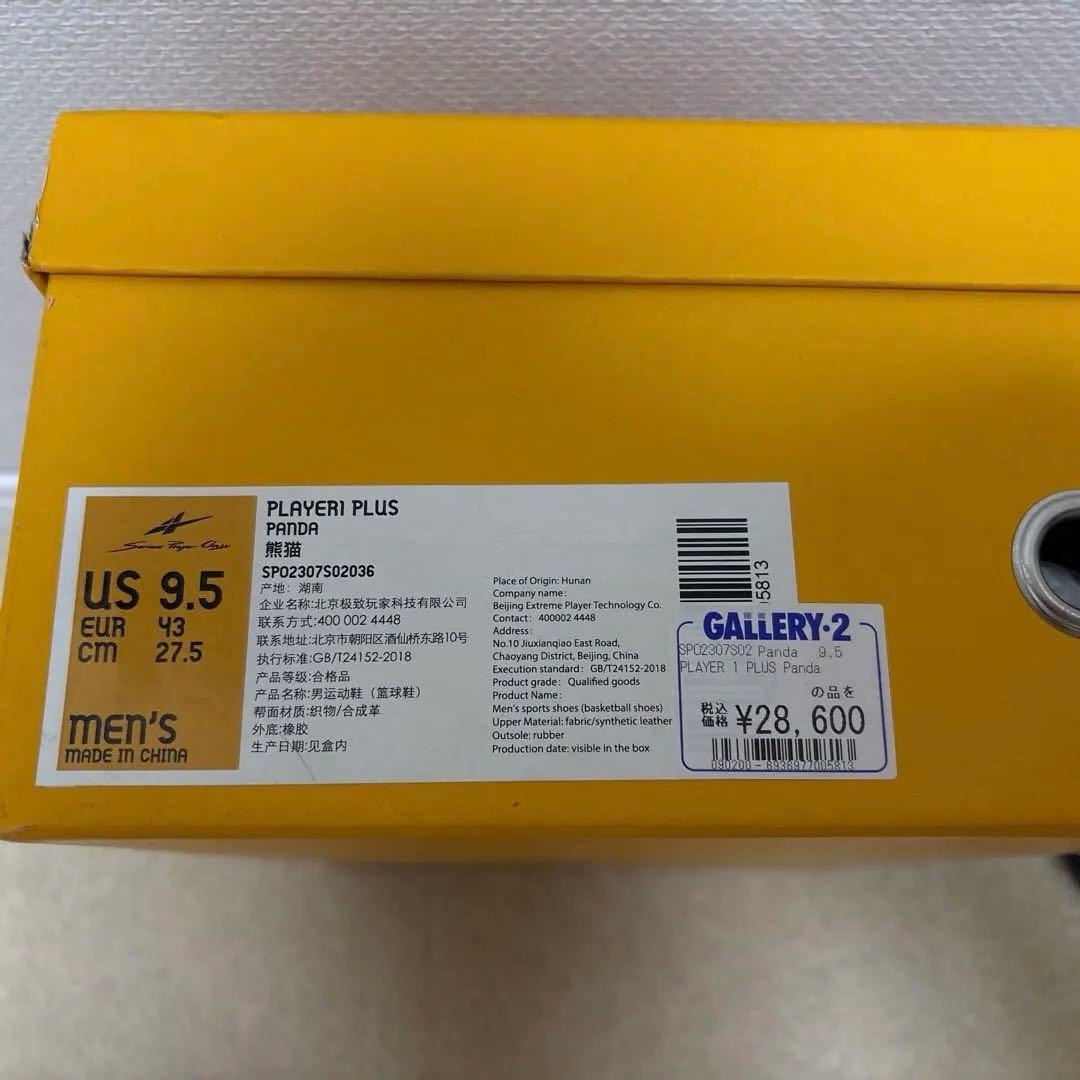 Serious Player Only
US 9.5
EUR 43
CM 27.5
MEN'S
MADE IN CHINA
PLAYER1 PLUS
PANDA
熊猫
SP02307S02036
产地: 湖南
企业名称:北京极致玩家科技有限公司
联系方式:400 002 4448
联系地址:北京市朝阳区酒仙桥东路10号
执行标准:GB/T24152-2018
产品等级:合格品
产品名称:男运动鞋（篮球鞋）
帮面材质:织物/合成革
外底:橡胶
生产日期:见盒内
Place of Origin: Hunan
Company name:
Beijing Extreme Player Technology Co.
Contact: 400002 4448
Address:
No.10 Jiuxianqiao East Road,
Chaoyang District, Beijing, China
Execution standard: GB/T24152-2018
Product grade: Qualified goods
Product Name:
Men's sports shoes (basketball shoes)
Upper Material: fabric/synthetic leather
Outsole: rubber
Production date: visible in the box
05813
GALLERY·2
SP02307S02 Panda 9.5
PLAYER 1 PLUS Panda
の品を
税込
価格 ¥28,600
090200 - 6936977005813